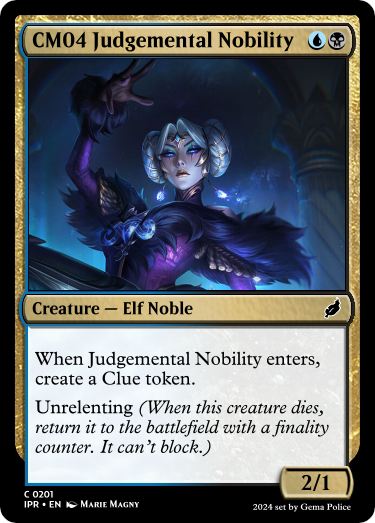 CM04 Judgemental Nobility
Creature — Elf Noble
When Judgemental Nobility enters,
create a Clue token.
Unrelenting (When this creature dies,
return it to the battlefield with a finality
counter. It can't block.)
2/1
C 0201
IPR • EN Marie Magny
2024 set by Gema Police